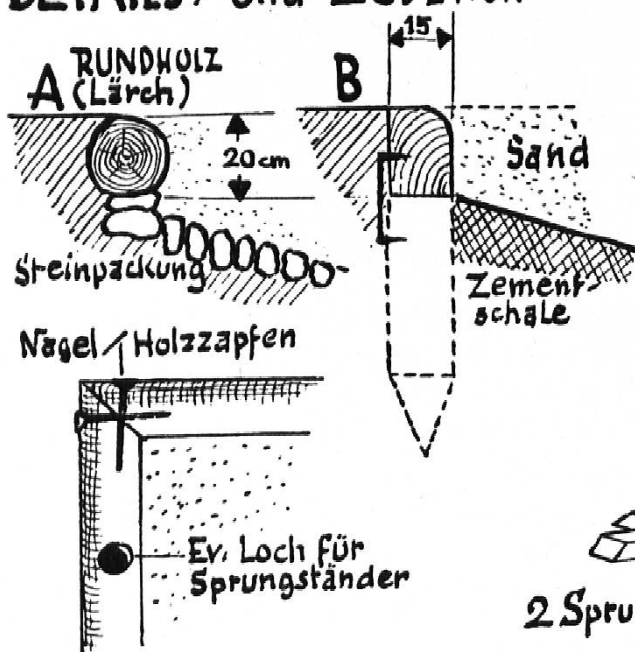 15
A RUNDHOLZ
(Lärch)
B
20cm
Sand
Steinpackung
Zement-
schale
Nagel / Holzzapfen
Ev. Loch für
Sprungständer